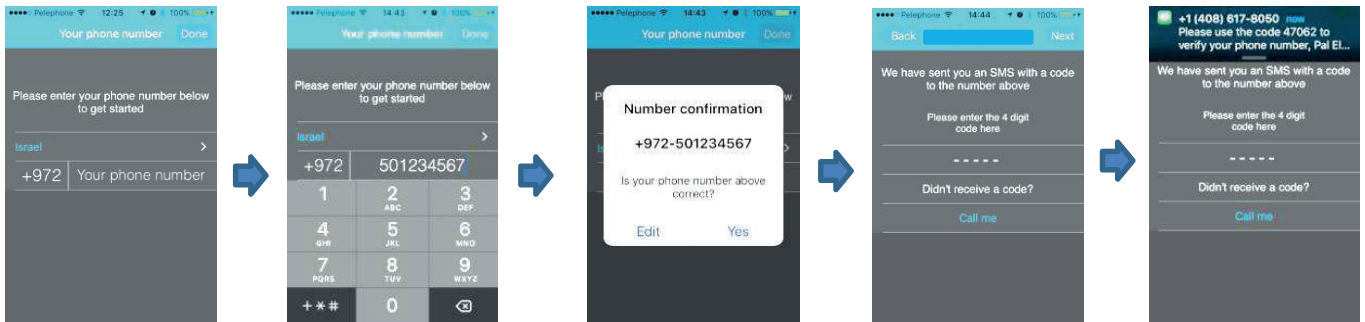 Pelephone 12:25 100%
Your phone number Done
Please enter your phone number below
to get started
Israel
+972 Your phone number
Pelephone 14:43 100%
Your phone number Done
Please enter your phone number below
to get started
Israel
+972 501234567
1 2 3
ABC DEF
4 5 6
GHI JKL MNO
7 8 9
PQRS TUV WXYZ
+*# 0
Pelephone 14:43 100%
Your phone number Done
Number confirmation
+972-501234567
Is your phone number above
correct?
Edit Yes
Pelephone 14:44 100%
Back Next
We have sent you an SMS with a code
to the number above
Please enter the 4 digit
code here
-----
Didn't receive a code?
Call me
+1 (408) 617-8050 now
Please use the code 47062 to
verify your phone number, Pal El...
We have sent you an SMS with a code
to the number above
Please enter the 4 digit
code here
-----
Didn't receive a code?
Call me